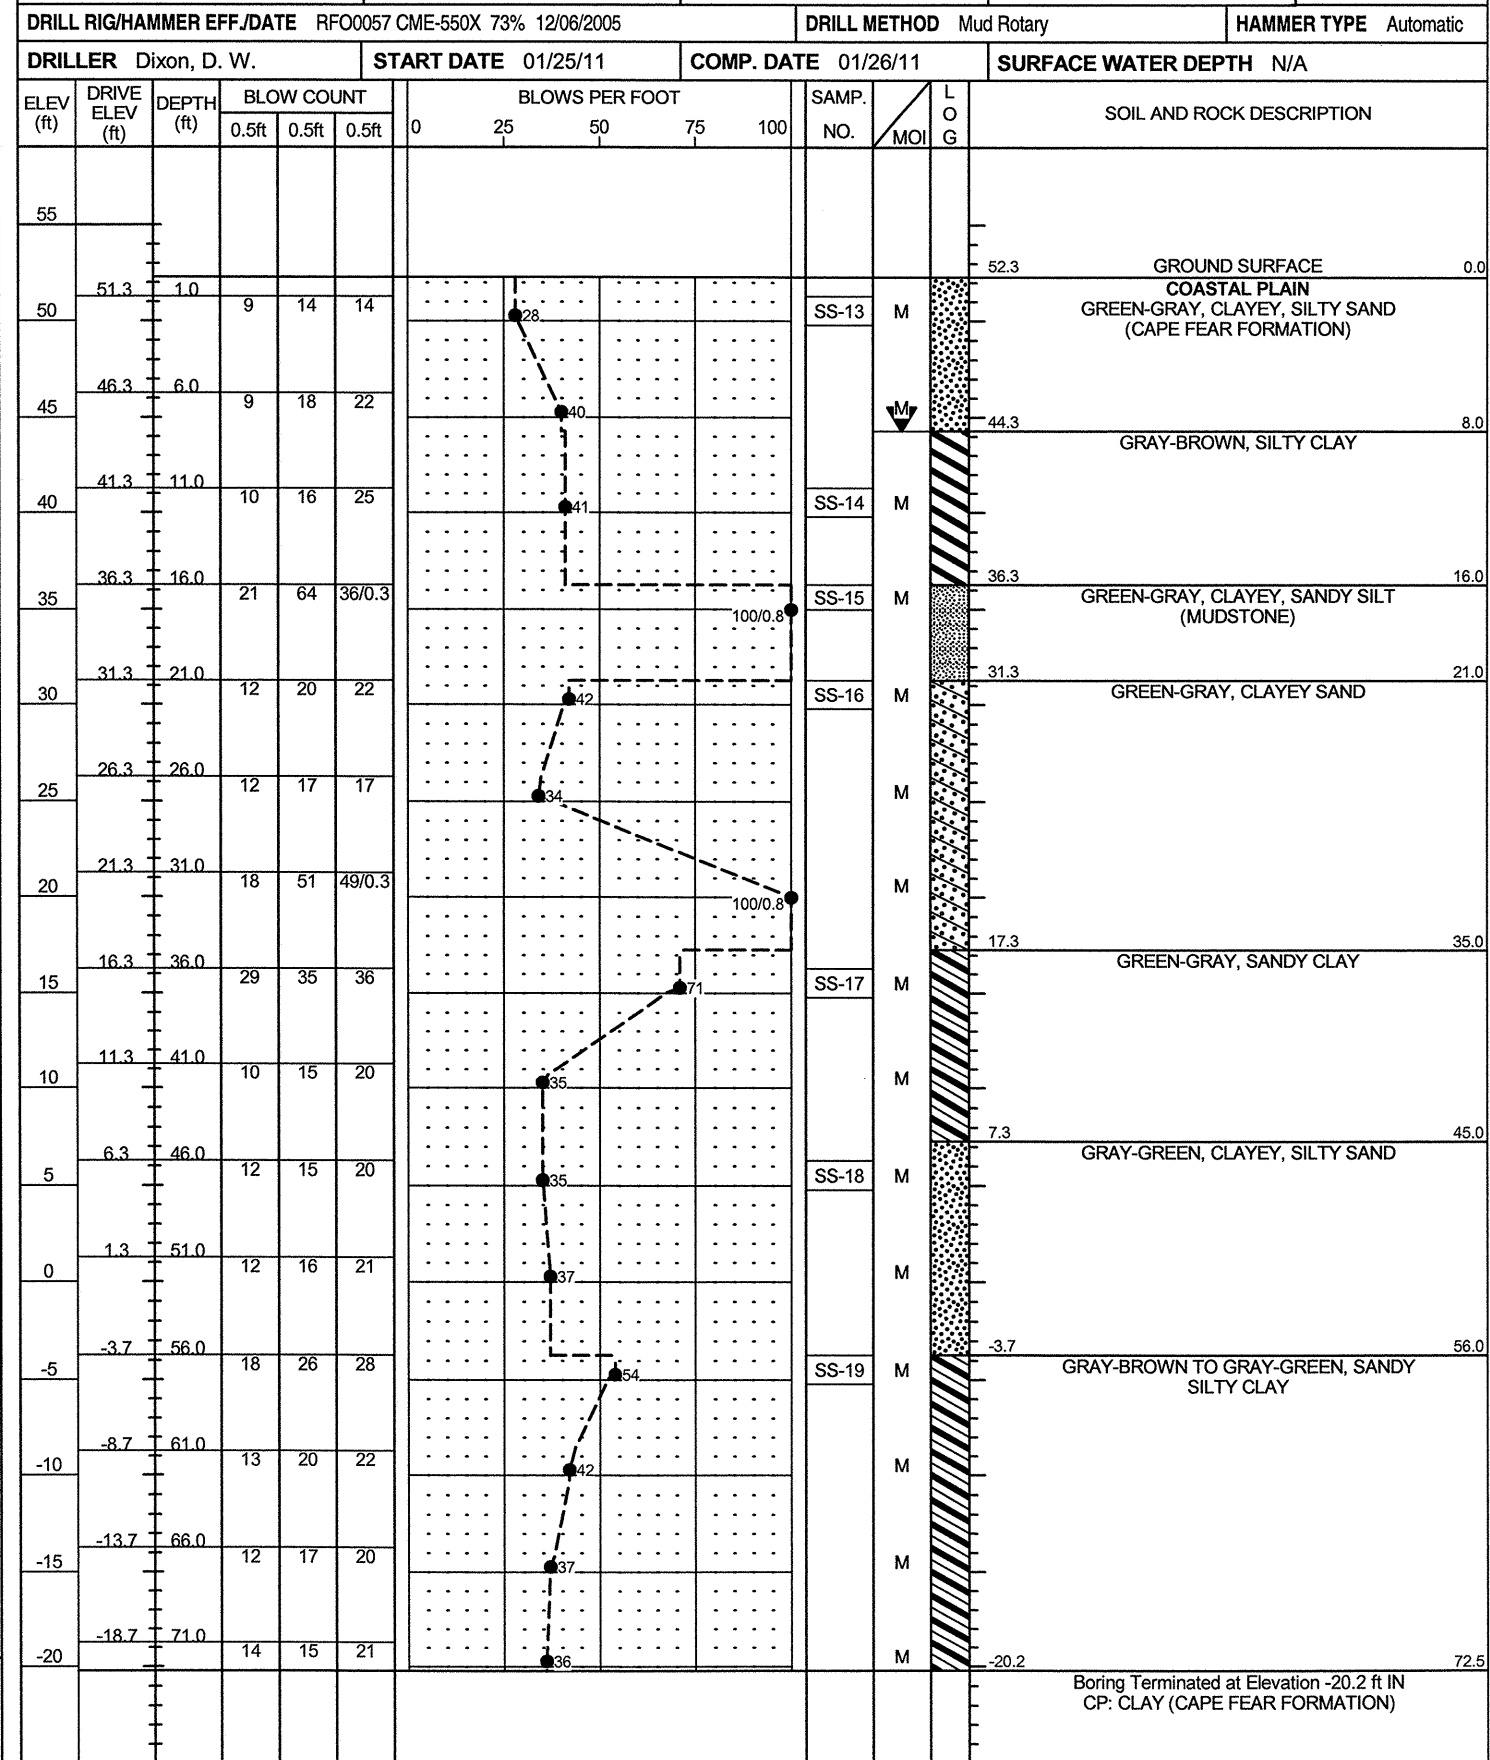 DRILL RIG/HAMMER EFF./DATE RFO0057 CME-550X 73% 12/06/2005 DRILL METHOD Mud Rotary HAMMER TYPE Automatic
DRILLER Dixon, D. W. START DATE 01/25/11 COMP. DATE 01/26/11 SURFACE WATER DEPTH N/A
ELEV (ft) DRIVE ELEV (ft) DEPTH (ft) BLOW COUNT BLOWS PER FOOT SAMP. NO. MOI LOG SOIL AND ROCK DESCRIPTION
0.5ft 0.5ft 0.5ft 0 25 50 75 100
55
52.3 GROUND SURFACE 0.0
51.3 1.0 COASTAL PLAIN
50 9 14 14 28 SS-13 M GREEN-GRAY, CLAYEY, SILTY SAND
(CAPE FEAR FORMATION)
46.3 6.0
45 9 18 22 40 M
44.3 8.0
GRAY-BROWN, SILTY CLAY
41.3 11.0
40 10 16 25 41 SS-14 M
36.3 16.0 36.3 16.0
35 21 64 36/0.3 100/0.8 SS-15 M GREEN-GRAY, CLAYEY, SANDY SILT
(MUDSTONE)
31.3 21.0 31.3 21.0
30 12 20 22 42 SS-16 M GREEN-GRAY, CLAYEY SAND
26.3 26.0
25 12 17 17 34 M
21.3 31.0
20 18 51 49/0.3 100/0.8 M
17.3 35.0
GREEN-GRAY, SANDY CLAY
16.3 36.0
15 29 35 36 71 SS-17 M
11.3 41.0
10 10 15 20 35 M
7.3 45.0
GRAY-GREEN, CLAYEY, SILTY SAND
6.3 46.0
5 12 15 20 35 SS-18 M
1.3 51.0
0 12 16 21 37 M
-3.7 56.0 -3.7 56.0
-5 18 26 28 54 SS-19 M GRAY-BROWN TO GRAY-GREEN, SANDY
SILTY CLAY
-8.7 61.0
-10 13 20 22 42 M
-13.7 66.0
-15 12 17 20 37 M
-18.7 71.0
-20 14 15 21 36 M -20.2 72.5
Boring Terminated at Elevation -20.2 ft IN
CP: CLAY (CAPE FEAR FORMATION)